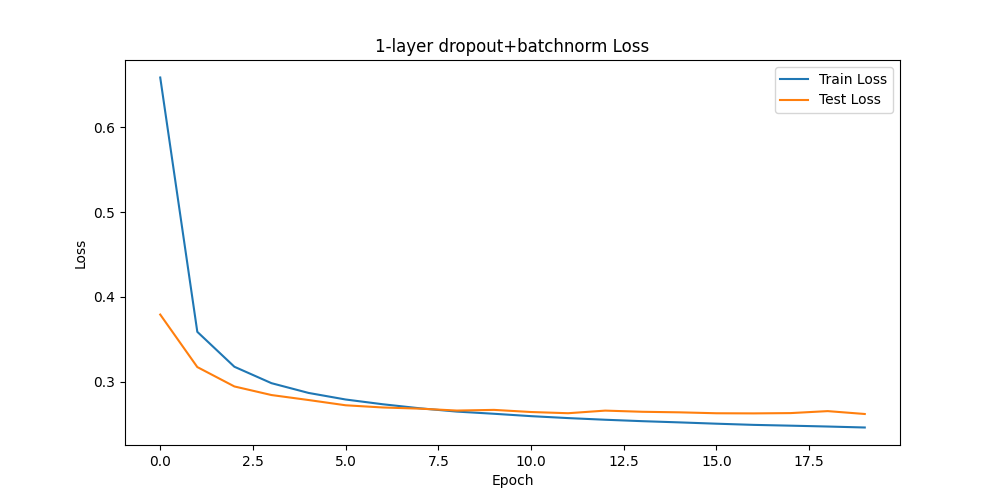 1-layer dropout+batchnorm Loss
Train Loss
Test Loss
0.6
0.5
0.4
0.3
Loss
0.0 2.5 5.0 7.5 10.0 12.5 15.0 17.5
Epoch